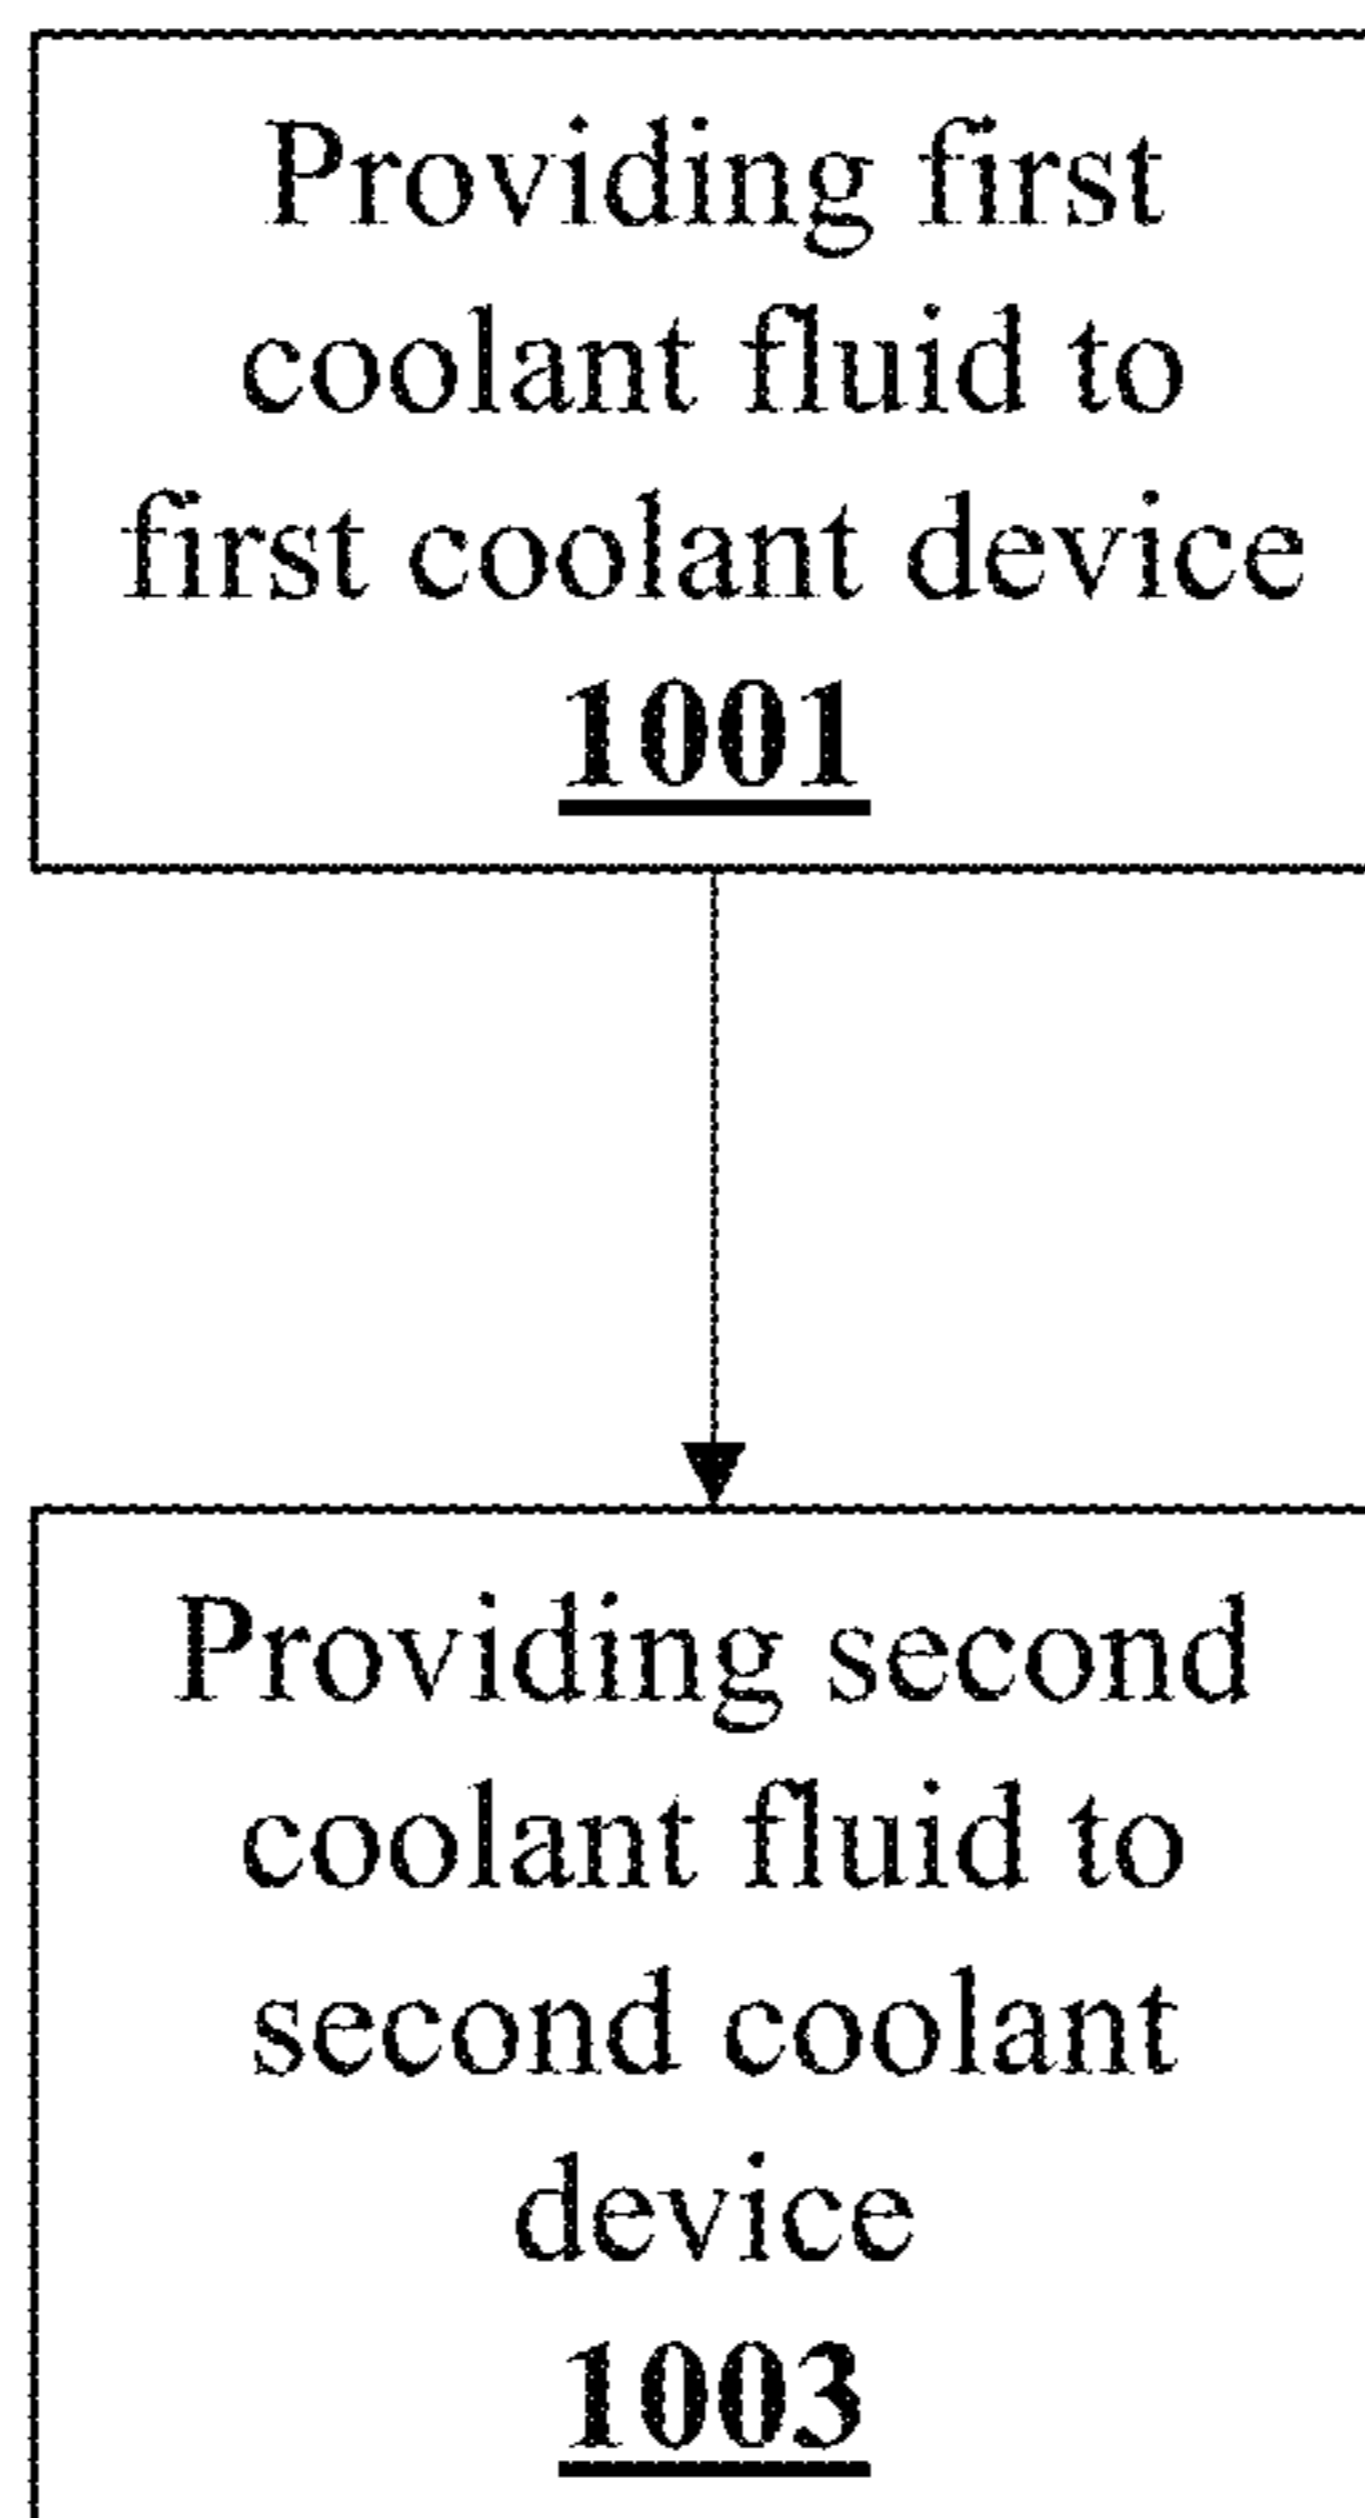 Providing first
coolant fluid to
first coolant device
1001
Providing second
coolant fluid to
second coolant
device
1003